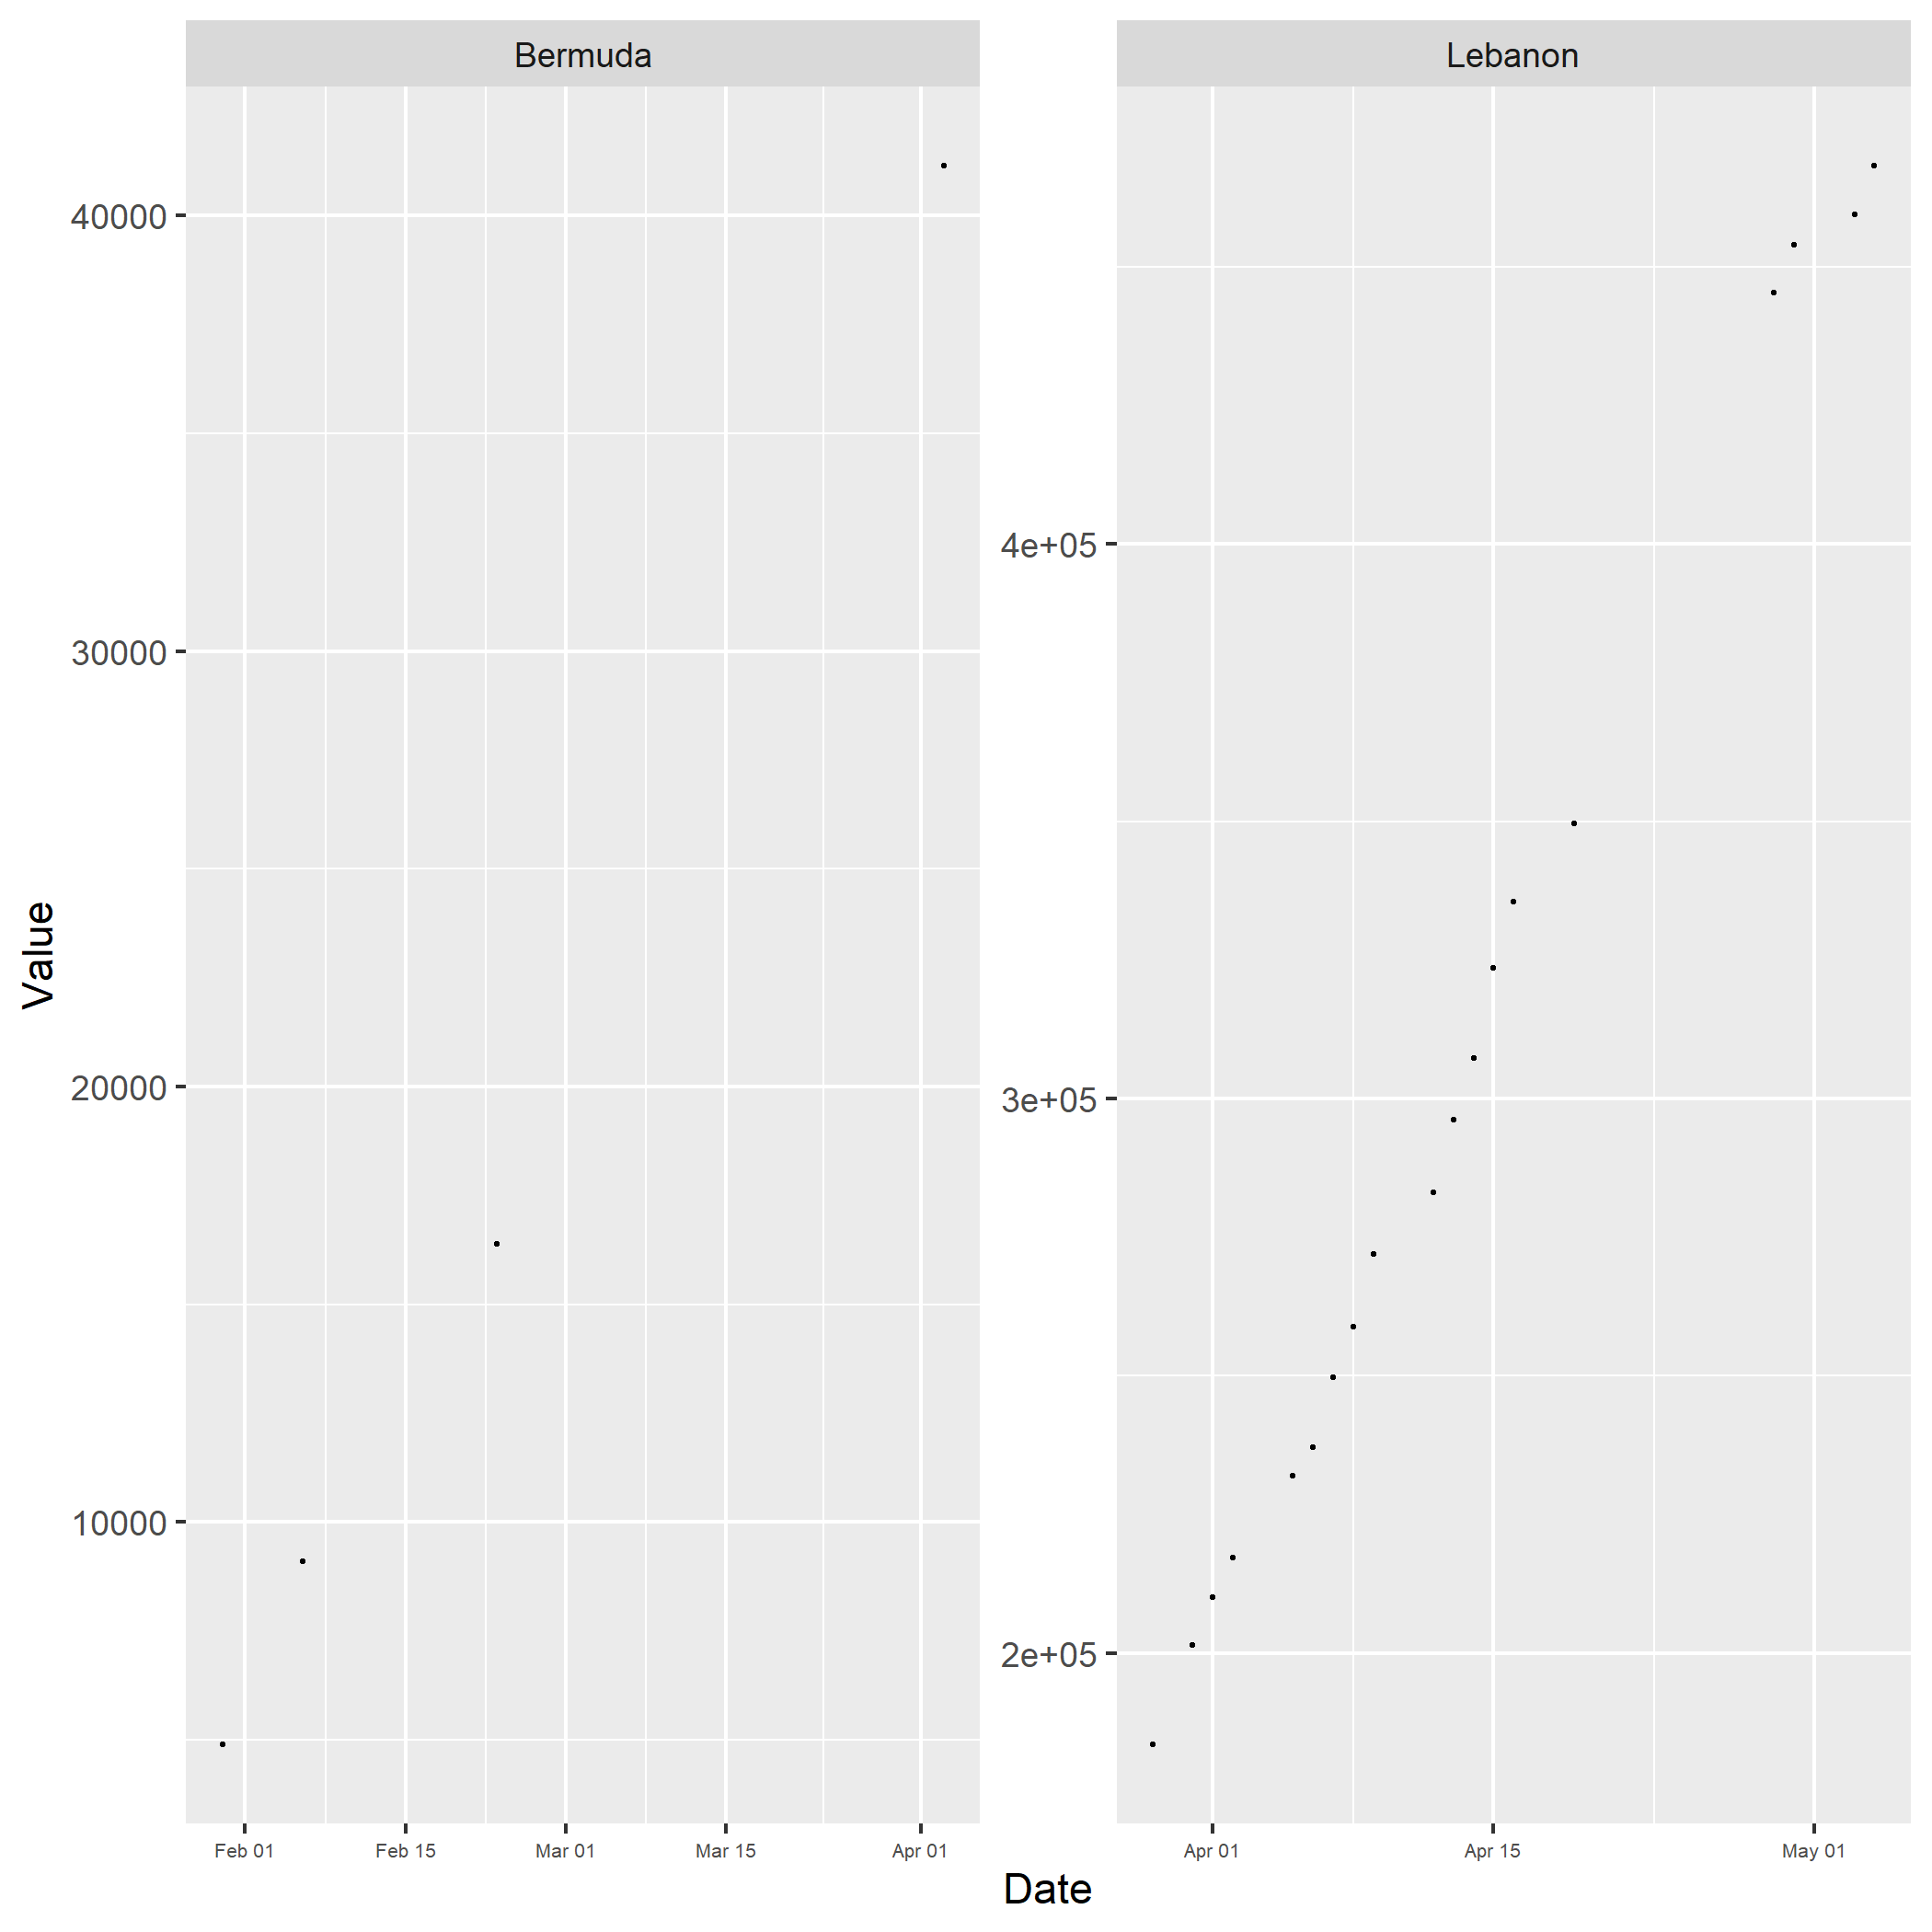 Bermuda
Lebanon
Value
40000
30000
20000
10000
4e+05
3e+05
2e+05
Feb 01
Feb 15
Mar 01
Mar 15
Apr 01
Apr 01
Apr 15
May 01
Date